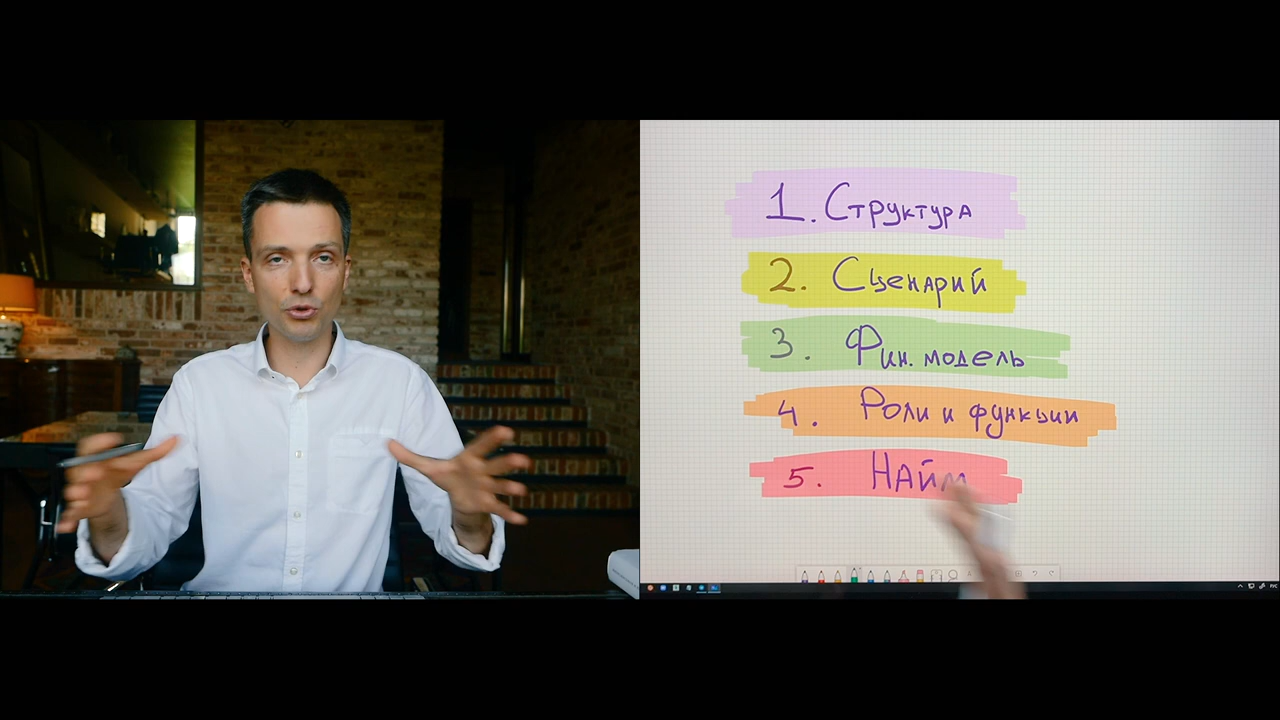 1. Структура
2. Сценарий
3. Фин. модель
4. Роли и функции
5. Найм